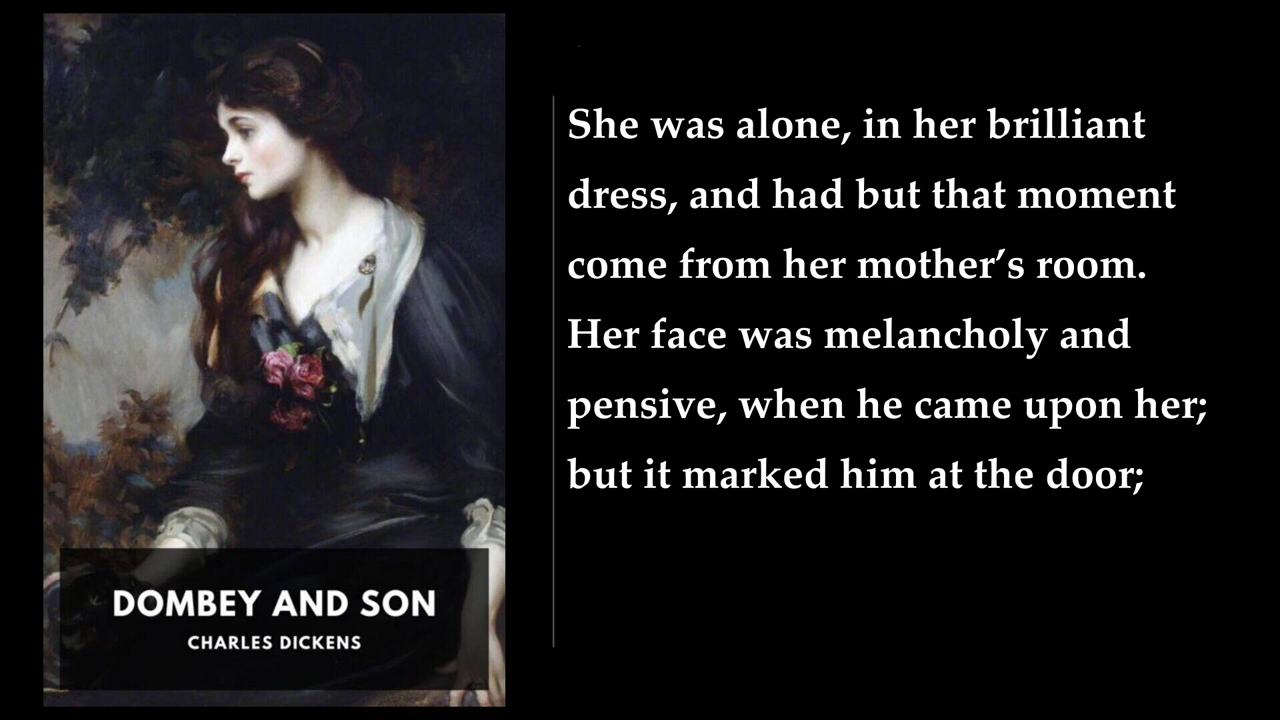 DOMBEY AND SON
CHARLES DICKENS
She was alone, in her brilliant
dress, and had but that moment
come from her mother’s room.
Her face was melancholy and
pensive, when he came upon her;
but it marked him at the door;